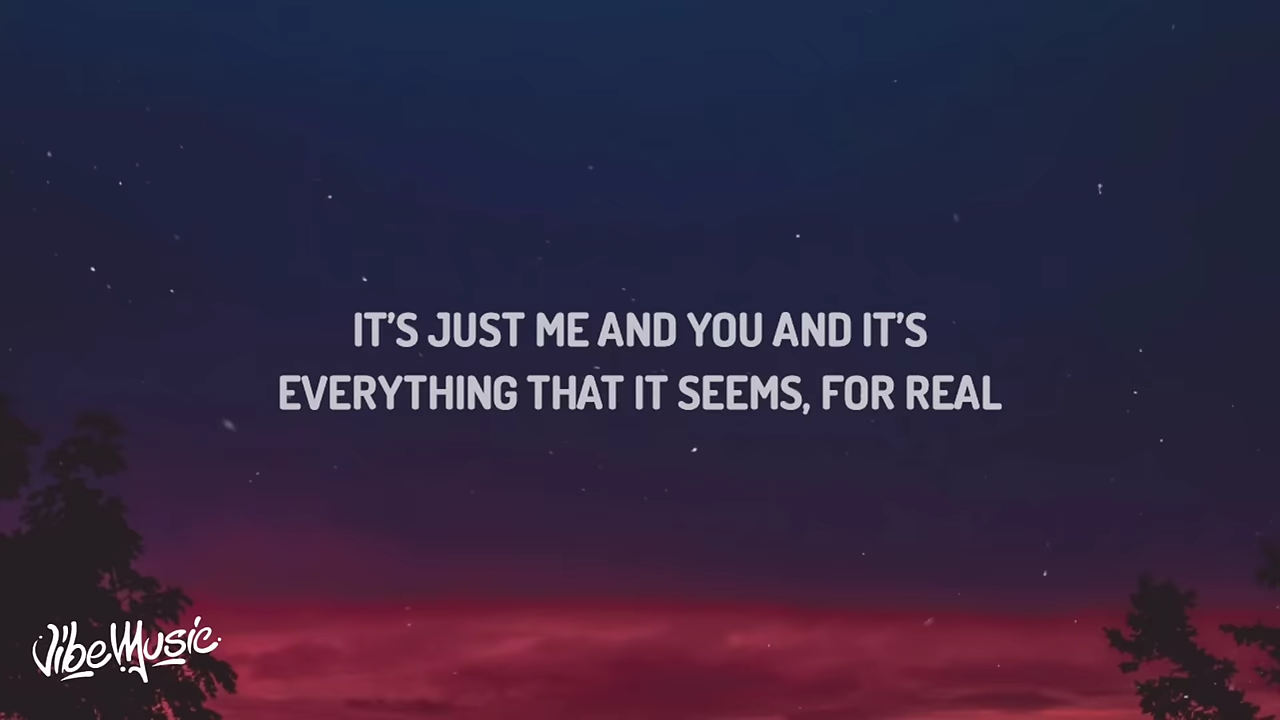 IT'S JUST ME AND YOU AND IT'S
EVERYTHING THAT IT SEEMS, FOR REAL
VibeMusic